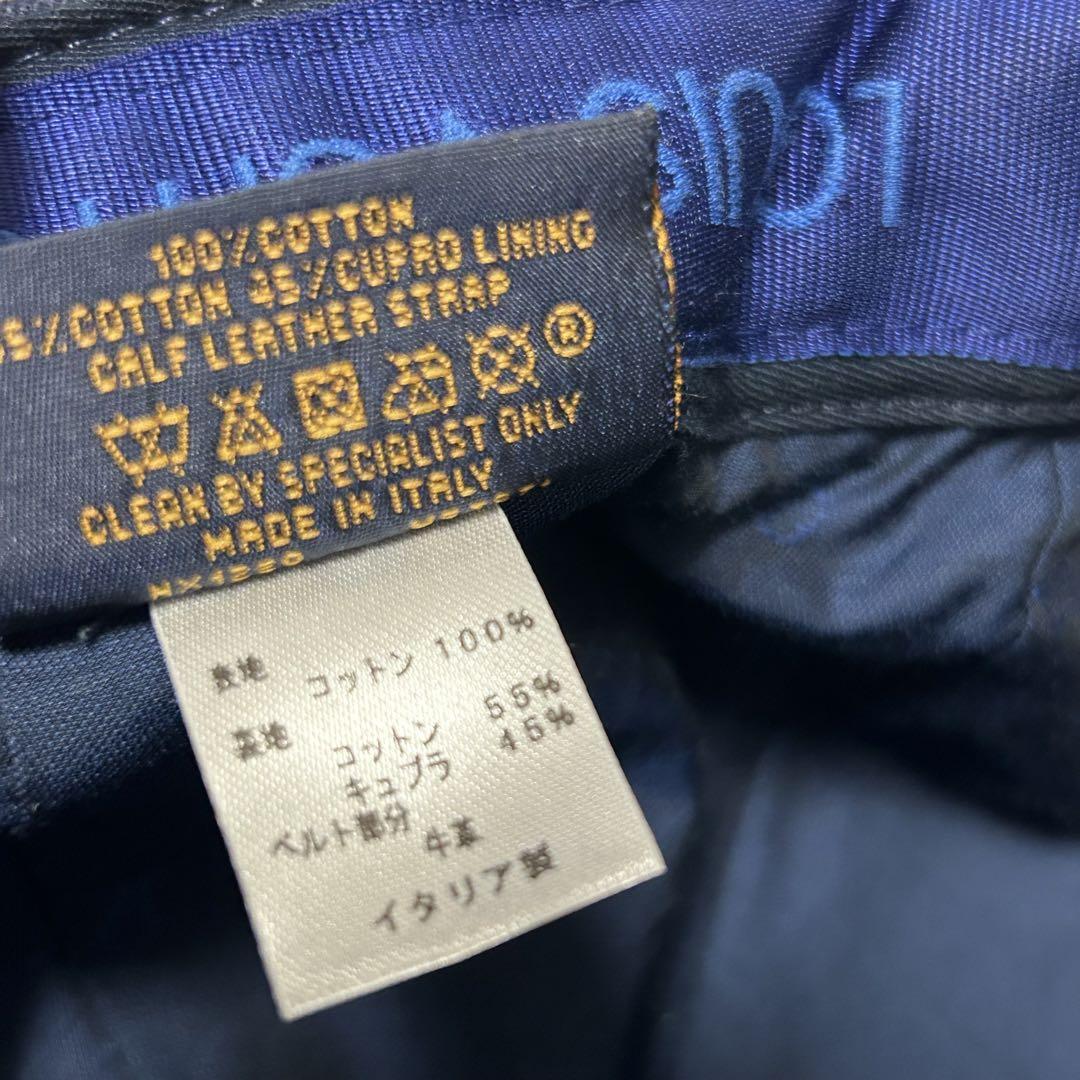 Louis
100%COTTON
55%COTTON 45%CUPRO LINING
CALF LEATHER STRAP
®
CLEAN BY SPECIALIST ONLY
MADE IN ITALY
表地 コットン 100%
裏地 コットン 55%
キュプラ 45%
ベルト部分 牛革
イタリア製